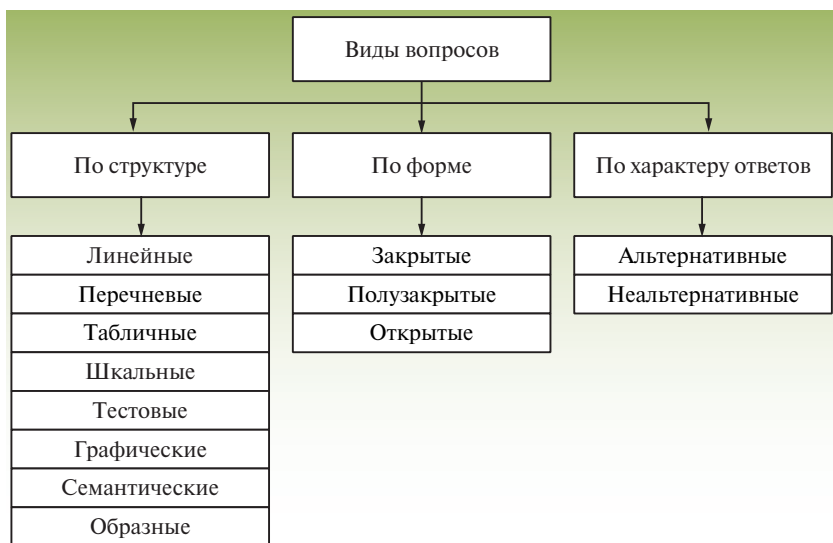 Виды вопросов
По структуре
По форме
По характеру ответов
Линейные
Перечневые
Табличные
Шкальные
Тестовые
Графические
Семантические
Образные
Закрытые
Полузакрытые
Открытые
Альтернативные
Неальтернативные